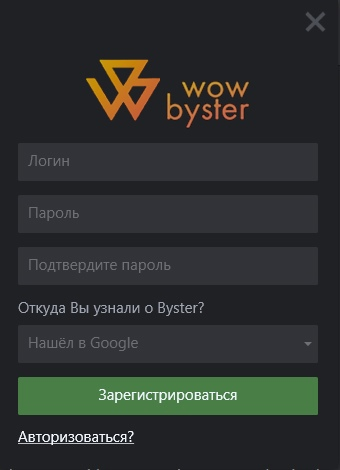 wow
byster
Логин
Пароль
Подтвердите пароль
Откуда Вы узнали о Byster?
Нашёл в Google
Зарегистрироваться
Авторизоваться?